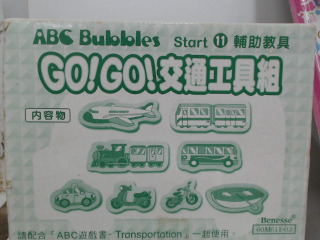 ABC Bubbles Start 11 輔助教具
GO!GO!交通工具組
內容物
請配合「ABC遊戲書- Transportation」一起使用。
Benesse